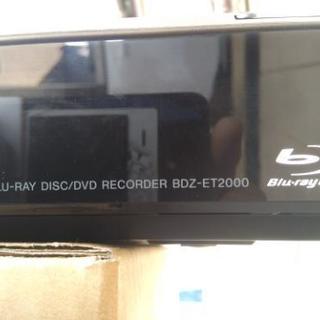 LU-RAY DISC/DVD RECORDER BDZ-ET2000
Blu-ray